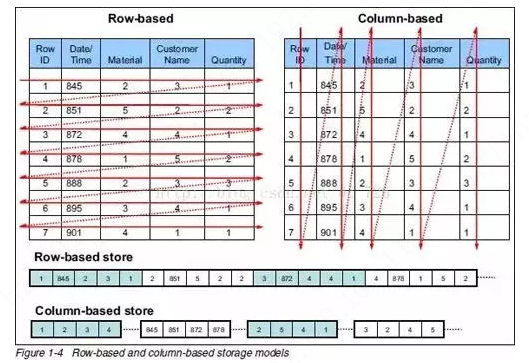 Row-based
Row ID Date/ Time Material Customer Name Quantity
1 845 2 3 1
2 851 5 2 2
3 872 4 4 1
4 878 1 5 2
5 888 2 3 3
6 895 3 4 1
7 901 4 1 1
Column-based
Row ID Date/ Time Material Customer Name Quantity
1 845 2 3 1
2 851 5 2 2
3 872 4 4 1
4 878 1 5 2
5 888 2 3 3
6 895 3 4 1
7 901 4 1 1
Row-based store
1 845 2 3 1 2 851 5 2 2 3 872 4 4 1 4 878 1 5 2
Column-based store
1 2 3 4 845 851 872 878 2 5 4 1 3 2 4 5
Figure 1-4 Row-based and column-based storage models